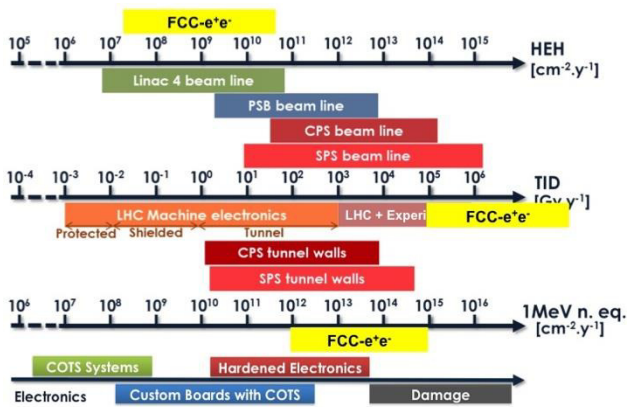 FCC-e⁺e⁻
10⁵ 10⁶ 10⁷ 10⁸ 10⁹ 10¹⁰ 10¹¹ 10¹² 10¹³ 10¹⁴ 10¹⁵
HEH
[cm⁻².y⁻¹]
Linac 4 beam line
PSB beam line
CPS beam line
SPS beam line
10⁻⁴ 10⁻³ 10⁻² 10⁻¹ 10⁰ 10¹ 10² 10³ 10⁴ 10⁵ 10⁶
TID
[Gy.y⁻¹]
LHC Machine electronics LHC + Experi FCC-e⁺e⁻
Protected Shielded Tunnel
CPS tunnel walls
SPS tunnel walls
10⁶ 10⁷ 10⁸ 10⁹ 10¹⁰ 10¹¹ 10¹² 10¹³ 10¹⁴ 10¹⁵ 10¹⁶
1MeV n. eq.
[cm⁻².y⁻¹]
FCC-e⁺e⁻
COTS Systems Hardened Electronics
Electronics Custom Boards with COTS Damage